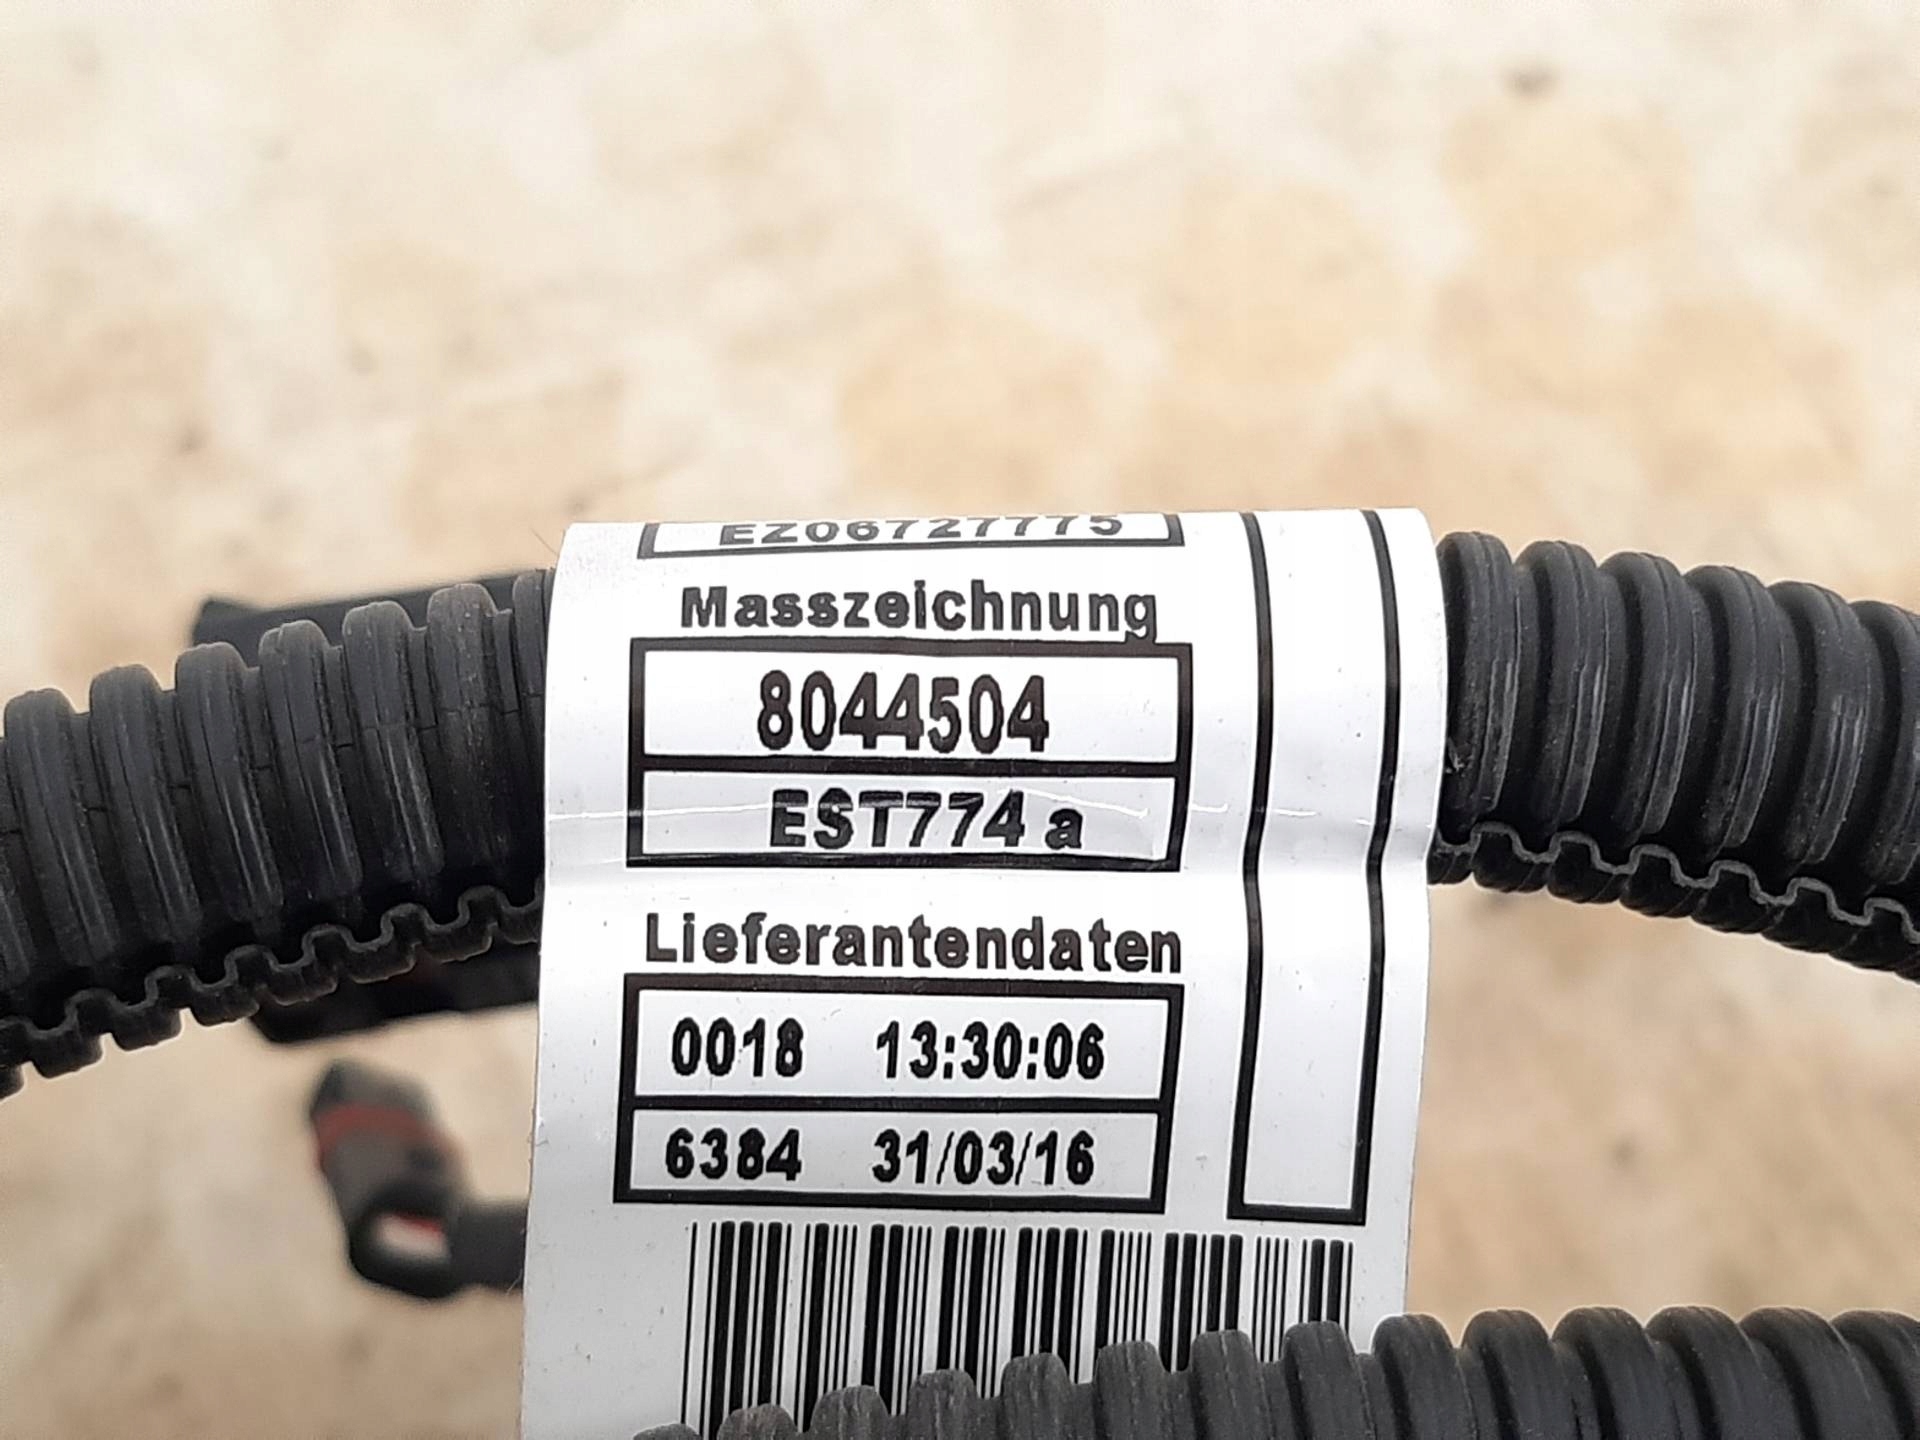 EZ06727775
Masszeichnung
8044504
EST774 a
Lieferantendaten
0018 13:30:06
6384 31/03/16